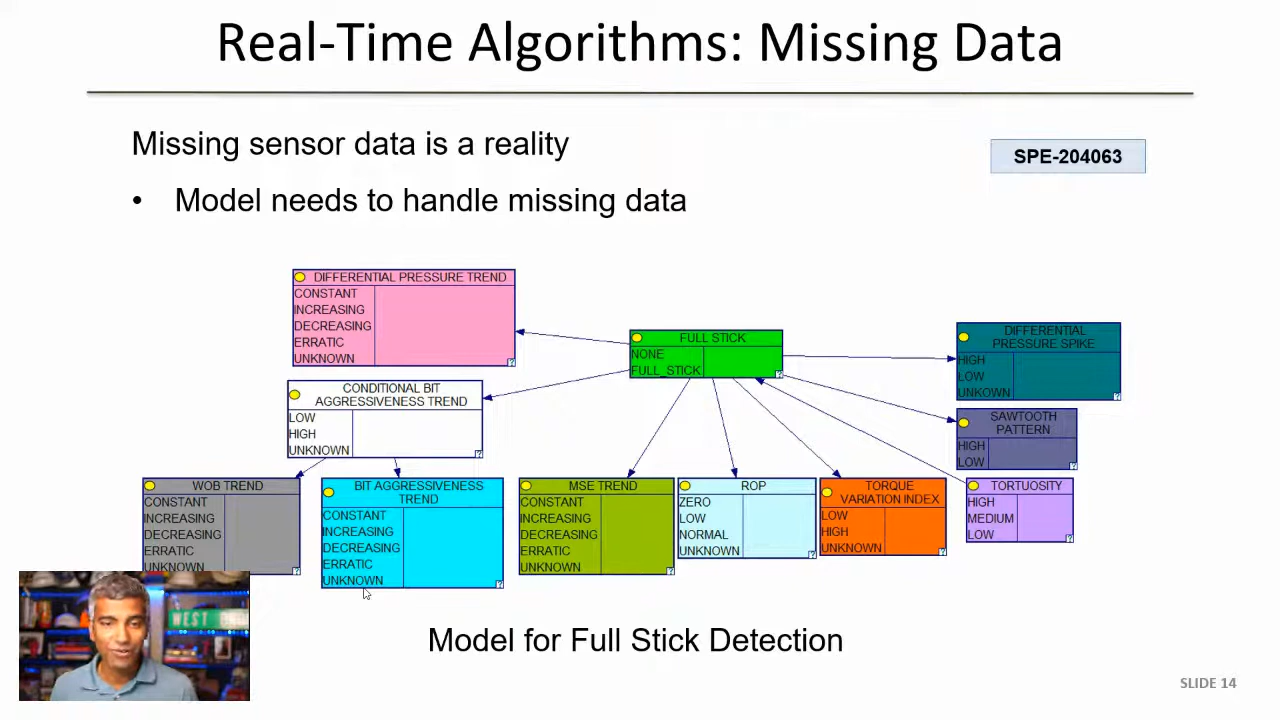 Real-Time Algorithms: Missing Data
Missing sensor data is a reality
SPE-204063
• Model needs to handle missing data
DIFFERENTIAL PRESSURE TREND
CONSTANT
INCREASING
DECREASING
ERRATIC
UNKNOWN
FULL STICK
NONE
FULL_STICK
DIFFERENTIAL
PRESSURE SPIKE
HIGH
LOW
UNKOWN
CONDITIONAL BIT
AGGRESSIVENESS TREND
LOW
HIGH
UNKNOWN
SAWTOOTH
PATTERN
HIGH
LOW
WOB TREND
CONSTANT
INCREASING
DECREASING
ERRATIC
UNKNOWN
BIT AGGRESSIVENESS
TREND
CONSTANT
INCREASING
DECREASING
ERRATIC
UNKNOWN
MSE TREND
CONSTANT
INCREASING
DECREASING
ERRATIC
UNKNOWN
ROP
ZERO
LOW
NORMAL
UNKNOWN
TORQUE
VARIATION INDEX
LOW
HIGH
UNKNOWN
TORTUOSITY
HIGH
MEDIUM
LOW
WEST
Model for Full Stick Detection
SLIDE 14